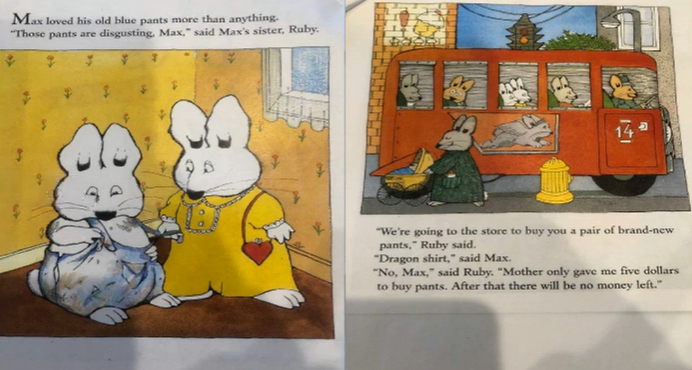 Max loved his old blue pants more than anything.
"Those pants are disgusting, Max," said Max's sister, Ruby.
14
"We're going to the store to buy you a pair of brand-new
pants," Ruby said.
"Dragon shirt," said Max.
"No, Max," said Ruby. "Mother only gave me five dollars
to buy pants. After that there will be no money left."